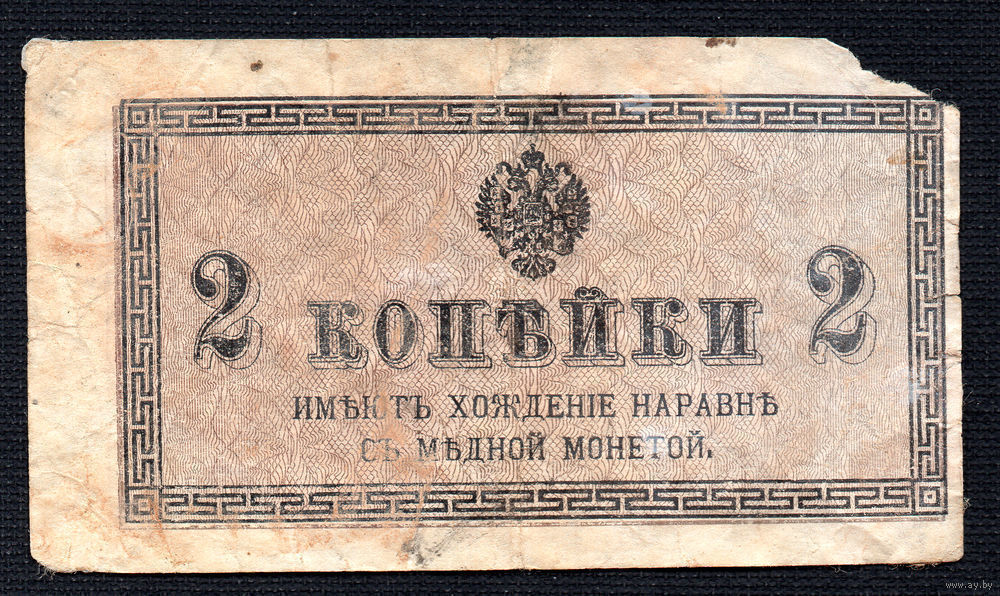 2 КОПѢЙКИ 2
ИМѢЮТЪ ХОЖДЕНІЕ НАРАВНѢ
СЪ МѢДНОЙ МОНЕТОЙ.
www.ay.by